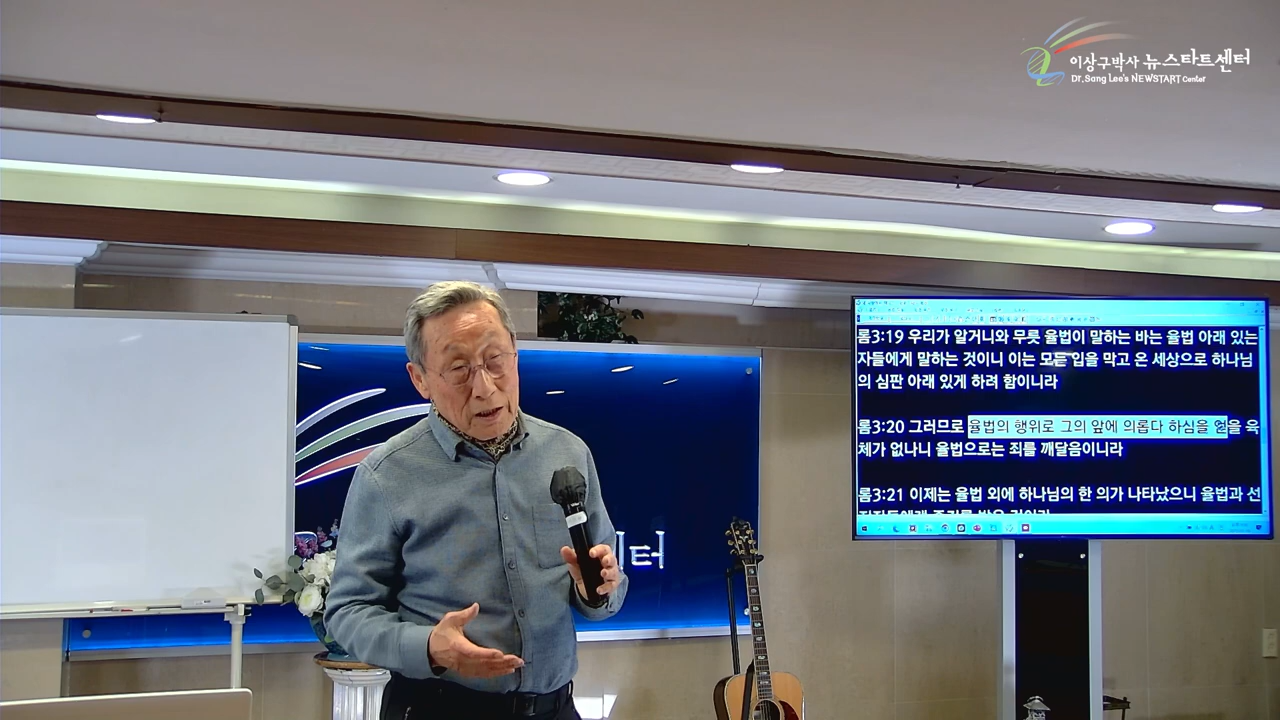 이상구박사 뉴스타트센터
Dr. Sang Lee's NEWSTART Center
롬3:19 우리가 알거니와 무릇 율법이 말하는 바는 율법 아래 있는
자들에게 말하는 것이니 이는 모든 입을 막고 온 세상으로 하나님
의 심판 아래 있게 하려 함이니라
롬3:20 그러므로 율법의 행위로 그의 앞에 의롭다 하심을 얻을 육
체가 없나니 율법으로는 죄를 깨달음이니라
롬3:21 이제는 율법 외에 하나님의 한 의가 나타났으니 율법과 선
터